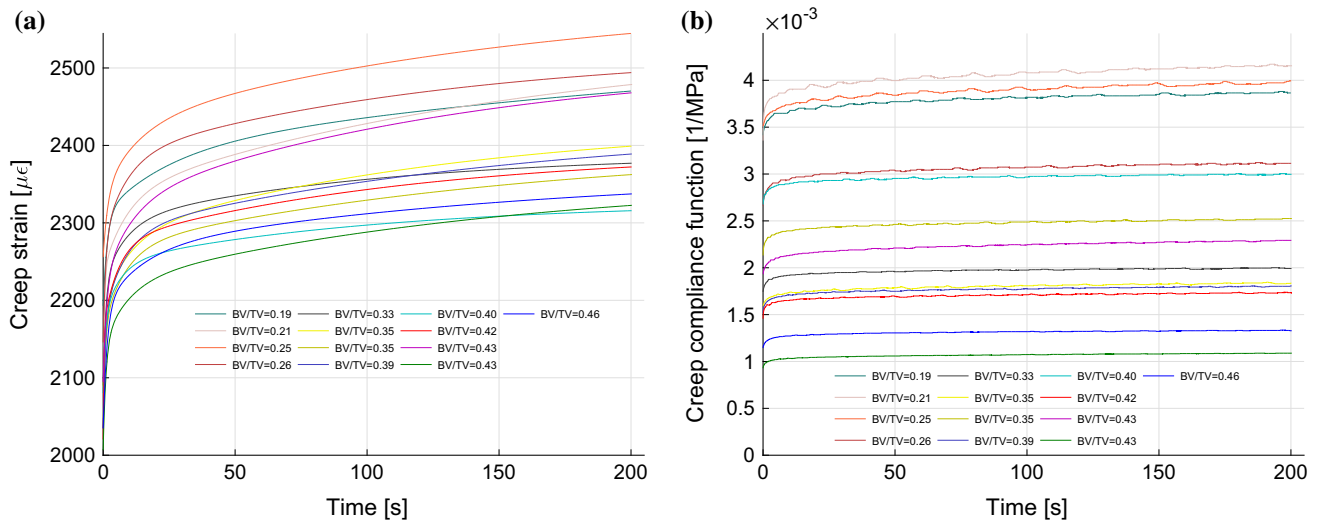 (a)
Creep strain [με]
2500
2400
2300
2200
2100
2000
0
50
100
150
200
Time [s]
BV/TV=0.19
BV/TV=0.21
BV/TV=0.25
BV/TV=0.26
BV/TV=0.33
BV/TV=0.35
BV/TV=0.35
BV/TV=0.39
BV/TV=0.40
BV/TV=0.42
BV/TV=0.43
BV/TV=0.43
BV/TV=0.46
(b)
×10⁻³
Creep compliance function [1/MPa]
4
3.5
3
2.5
2
1.5
1
0.5
0
0
50
100
150
200
Time [s]
BV/TV=0.19
BV/TV=0.21
BV/TV=0.25
BV/TV=0.26
BV/TV=0.33
BV/TV=0.35
BV/TV=0.35
BV/TV=0.39
BV/TV=0.40
BV/TV=0.42
BV/TV=0.43
BV/TV=0.43
BV/TV=0.46